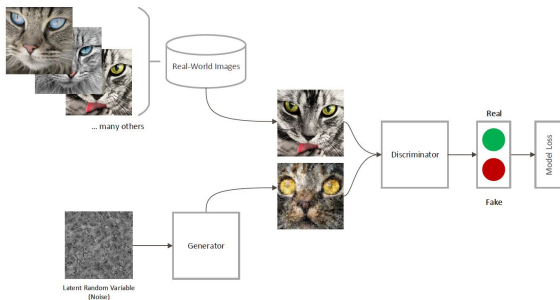 Real-World Images
... many others
Real
Discriminator
Fake
Model Loss
Generator
Latent Random Variable
(Noise)